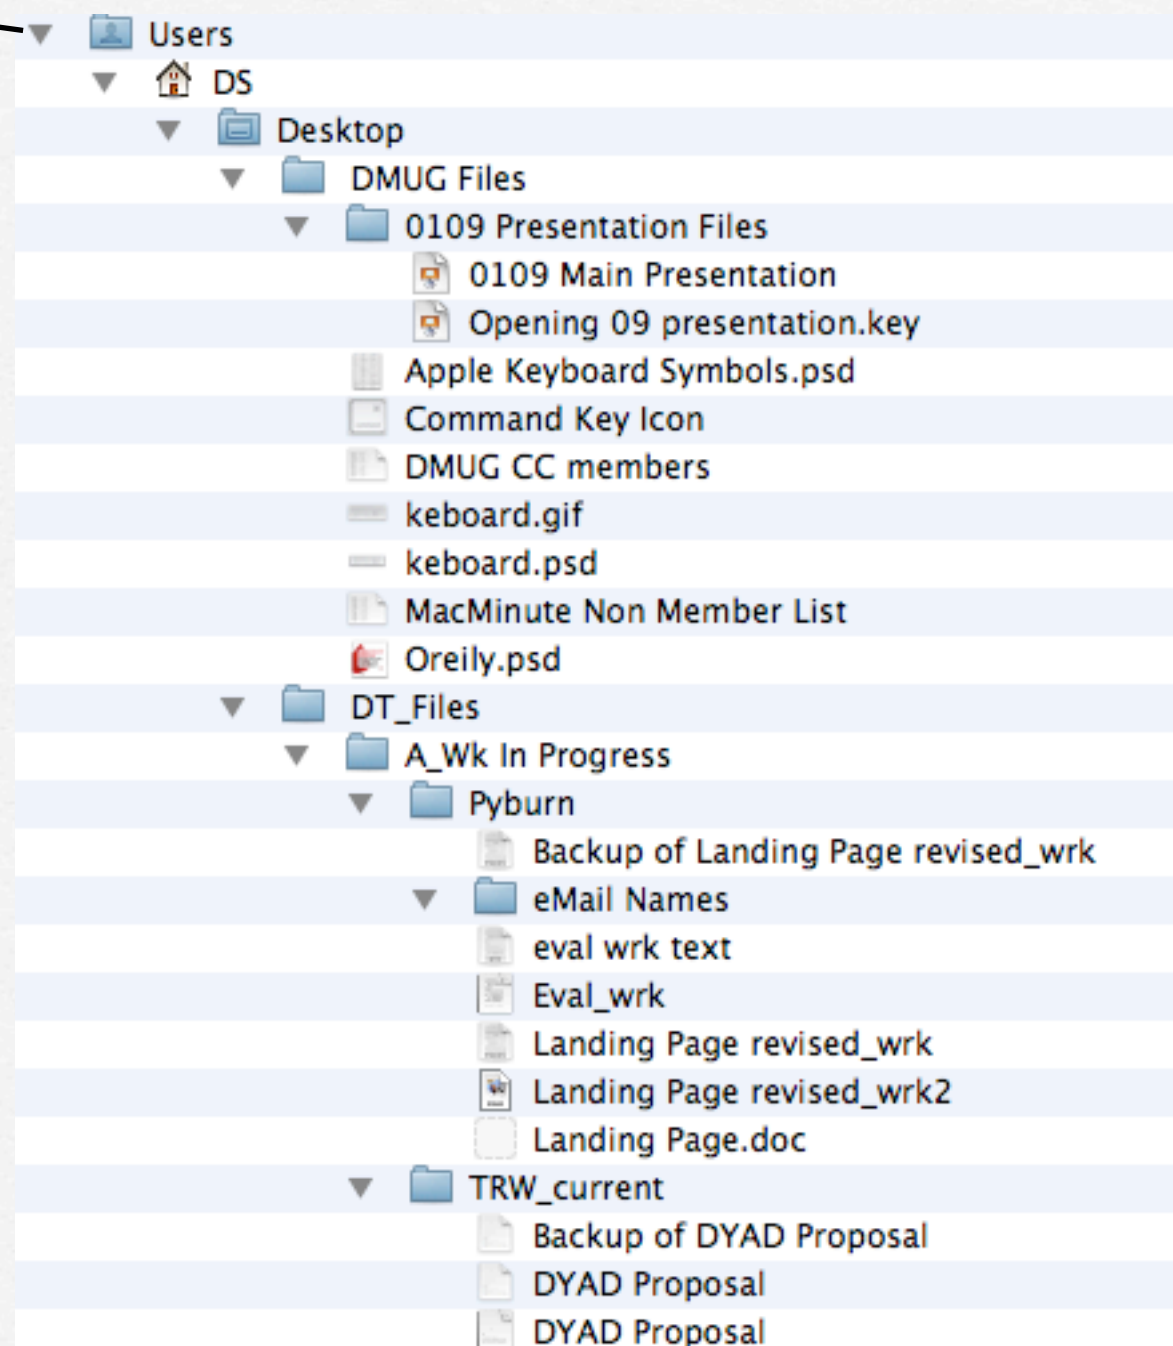 Users
DS
Desktop
DMUG Files
0109 Presentation Files
0109 Main Presentation
Opening 09 presentation.key
Apple Keyboard Symbols.psd
Command Key Icon
DMUG CC members
keboard.gif
keboard.psd
MacMinute Non Member List
Oreily.psd
DT_Files
A_Wk In Progress
Pyburn
Backup of Landing Page revised_wrk
eMail Names
eval wrk text
Eval_wrk
Landing Page revised_wrk
Landing Page revised_wrk2
Landing Page.doc
TRW_current
Backup of DYAD Proposal
DYAD Proposal
DYAD Proposal